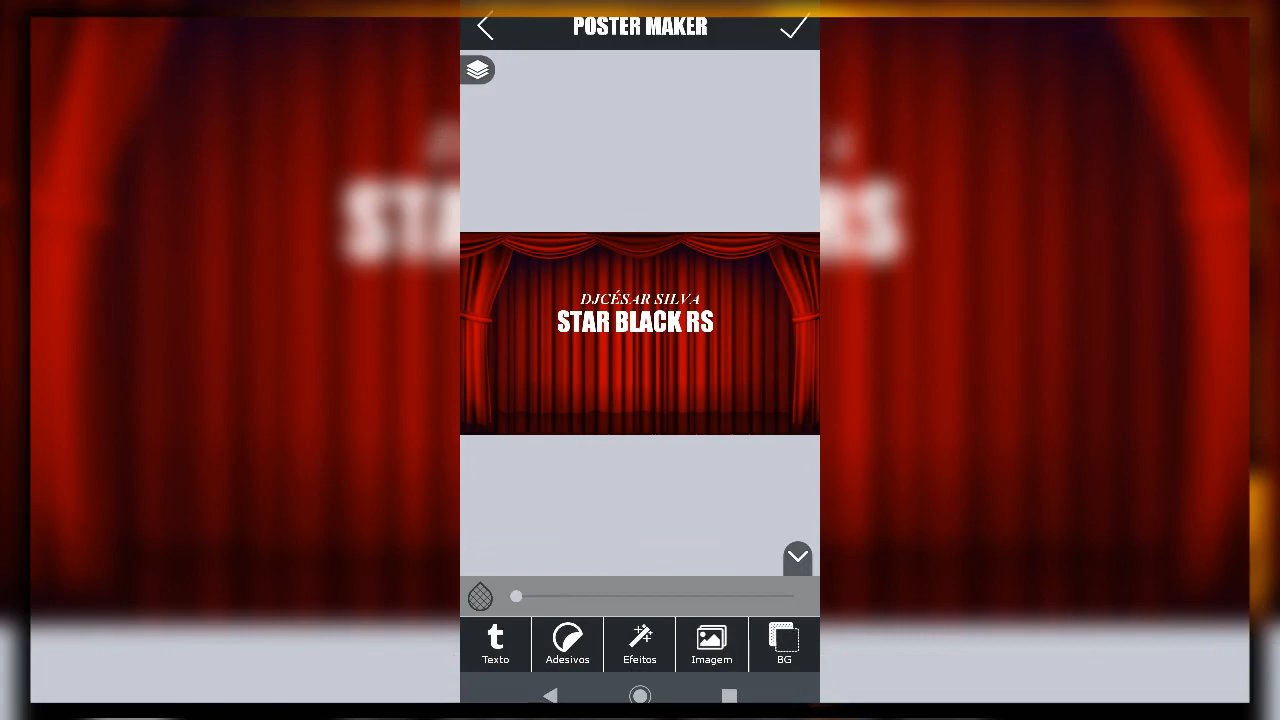 POSTER MAKER
DJCÉSAR SILVA
STAR BLACK RS
Texto
Adesivos
Efeitos
Imagem
BG